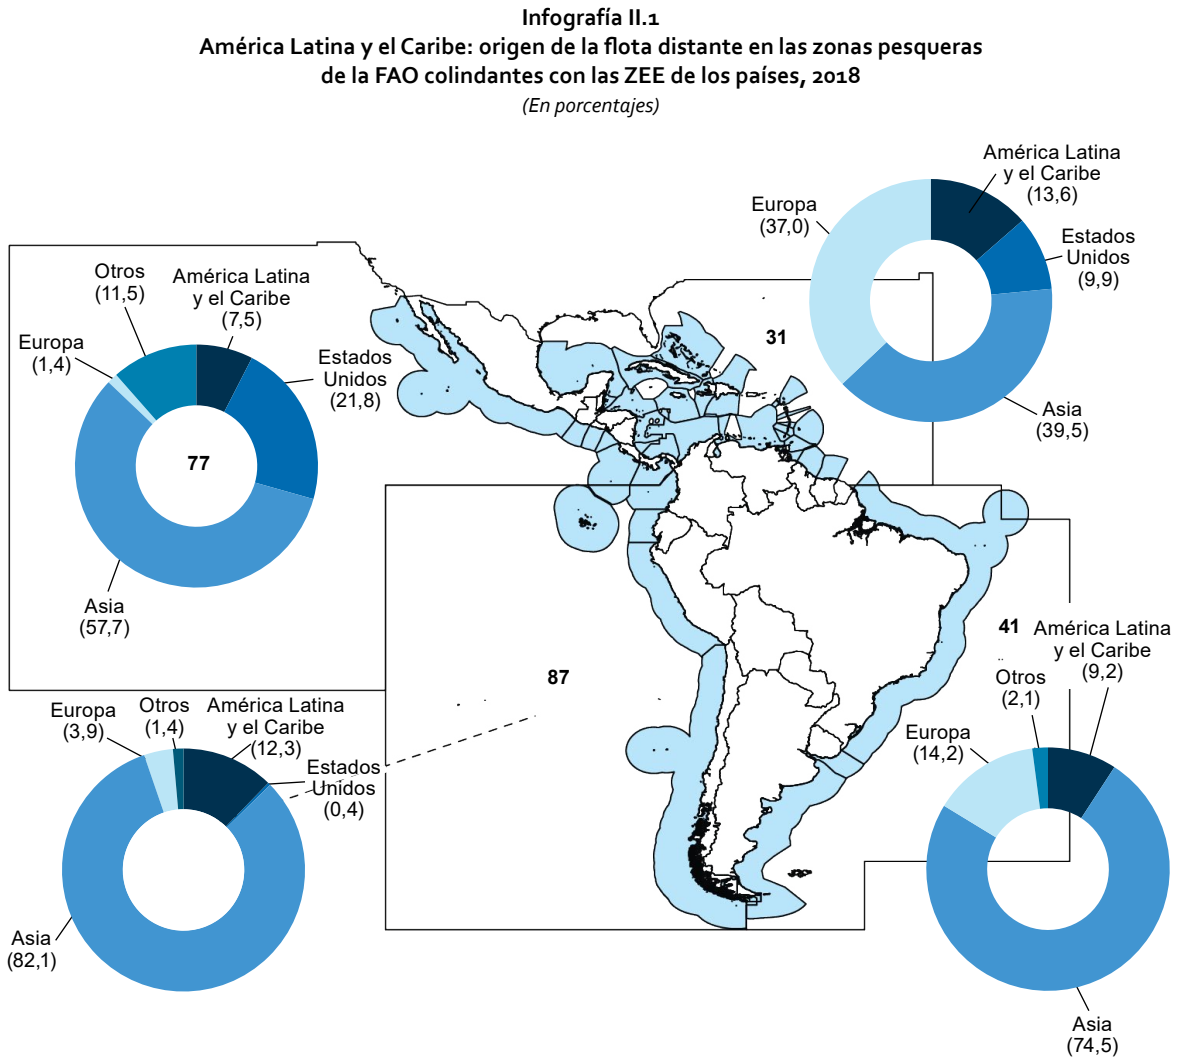 Infografía II.1
América Latina y el Caribe: origen de la flota distante en las zonas pesqueras
de la FAO colindantes con las ZEE de los países, 2018
(En porcentajes)
América Latina
y el Caribe
(13,6)
Europa
(37,0)
Estados
Unidos
(9,9)
Asia
(39,5)
31
Otros
(11,5)
América Latina
y el Caribe
(7,5)
Europa
(1,4)
Estados
Unidos
(21,8)
77
Asia
(57,7)
87
41
América Latina
y el Caribe
(9,2)
Otros
(2,1)
Europa
(14,2)
Asia
(74,5)
Europa
(3,9)
Otros
(1,4)
América Latina
y el Caribe
(12,3)
Estados
Unidos
(0,4)
Asia
(82,1)